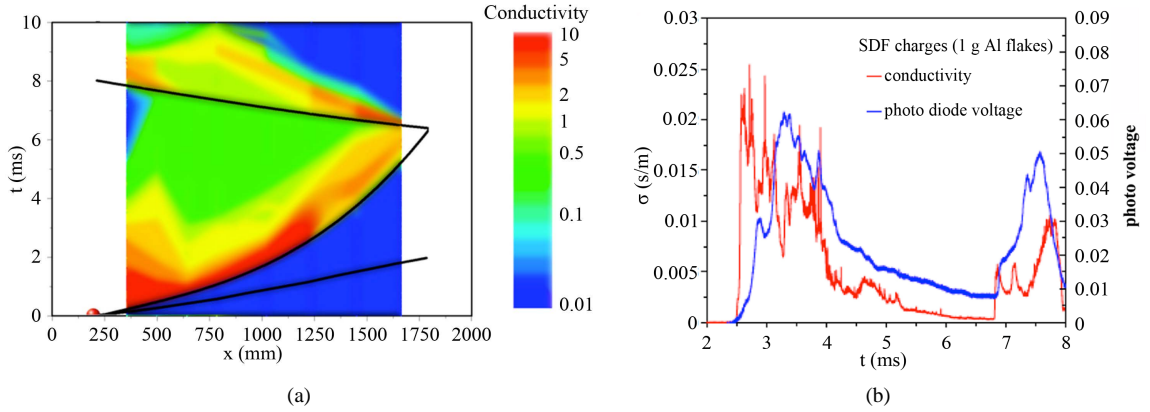 Conductivity
10
8
6
4
2
0
t (ms)
0 250 500 750 1000 1250 1500 1750 2000
x (mm)
10
5
2
1
0.5
0.1
0.01
(a)
0.03
0.025
0.02
0.015
0.01
0.005
0
σ (s/m)
SDF charges (1 g Al flakes)
conductivity
photo diode voltage
0.09
0.08
0.07
0.06
0.05
0.04
0.03
0.02
0.01
0
photo voltage
2 3 4 5 6 7 8
t (ms)
(b)